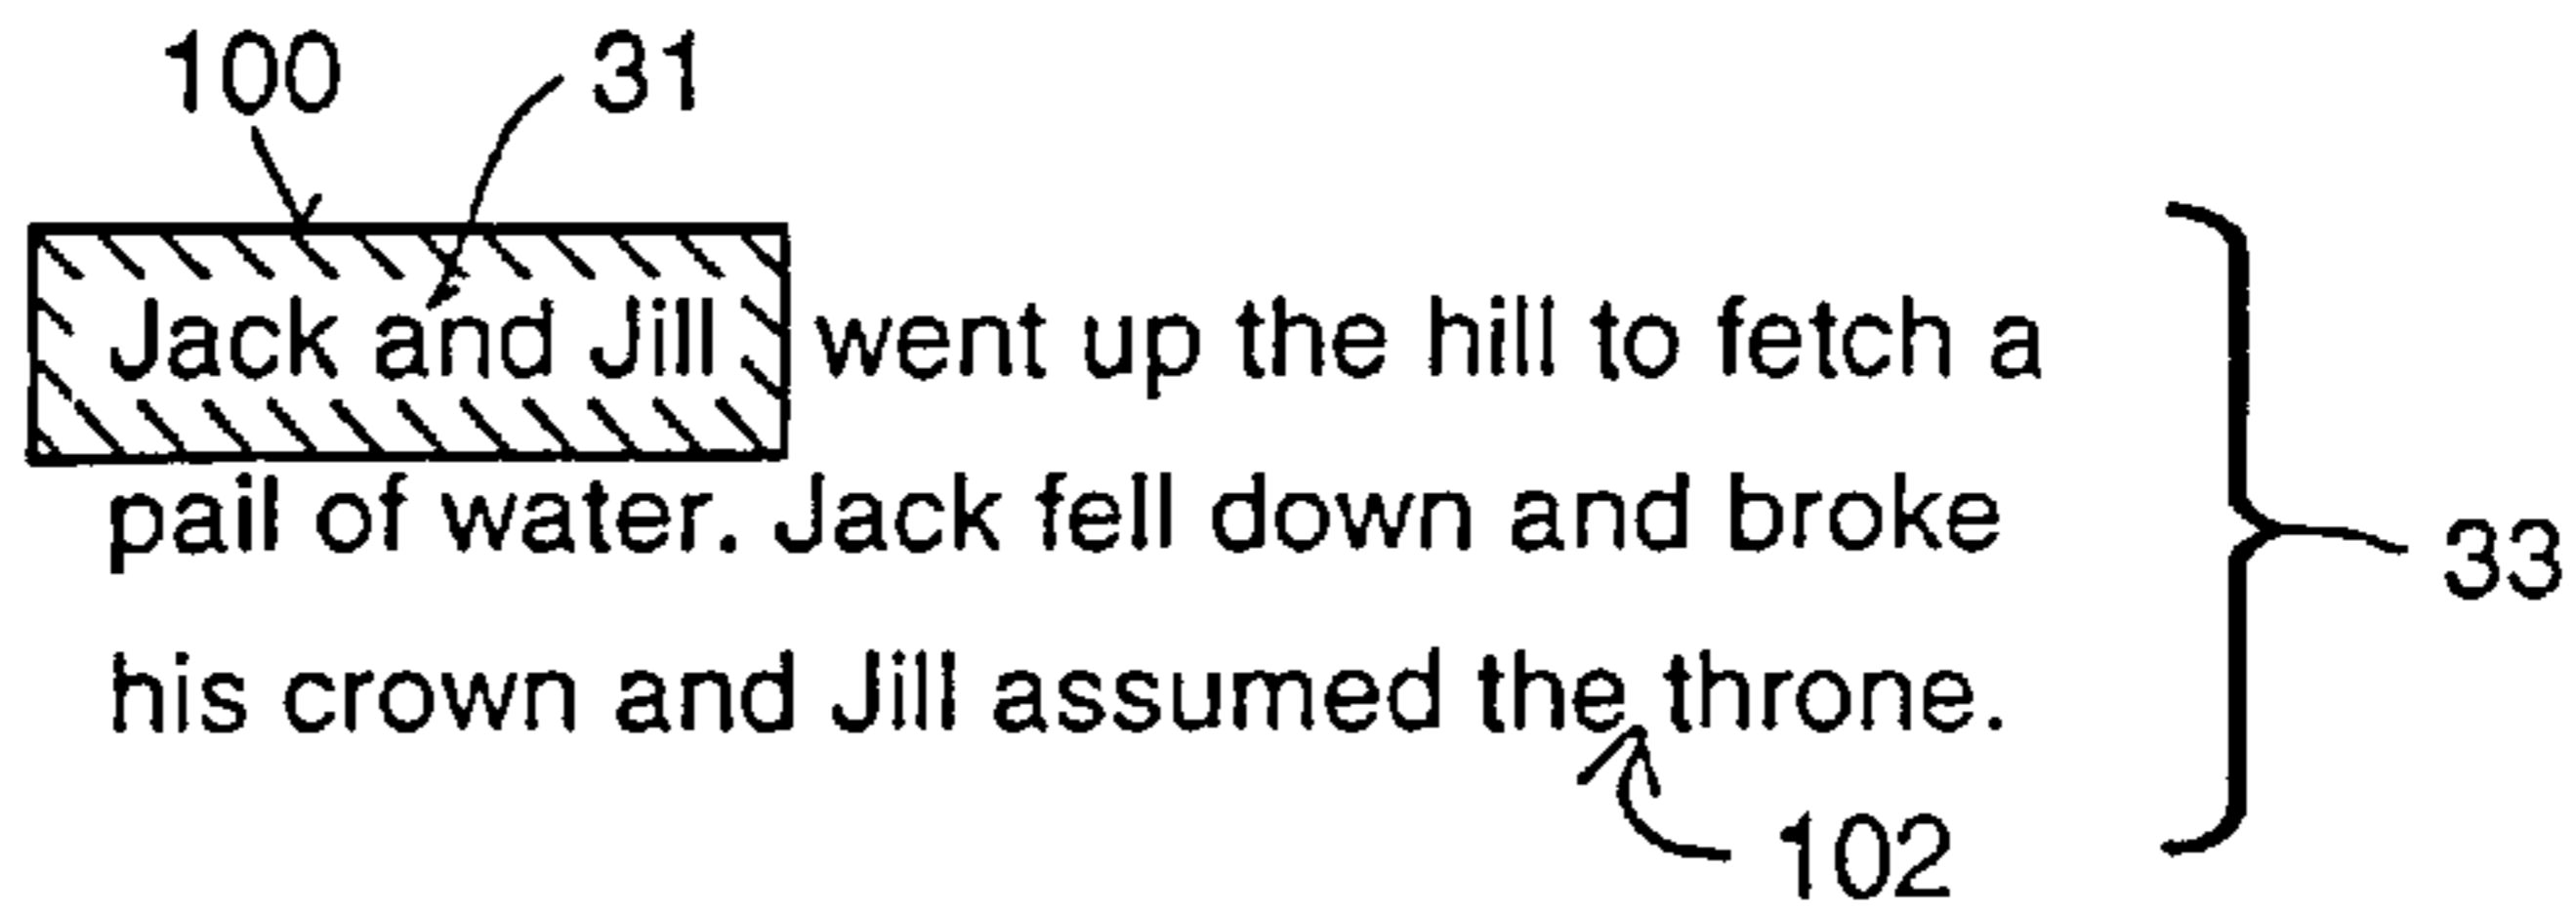 100 31
Jack and Jill went up the hill to fetch a
pail of water. Jack fell down and broke
33
his crown and Jill assumed the throne.
102